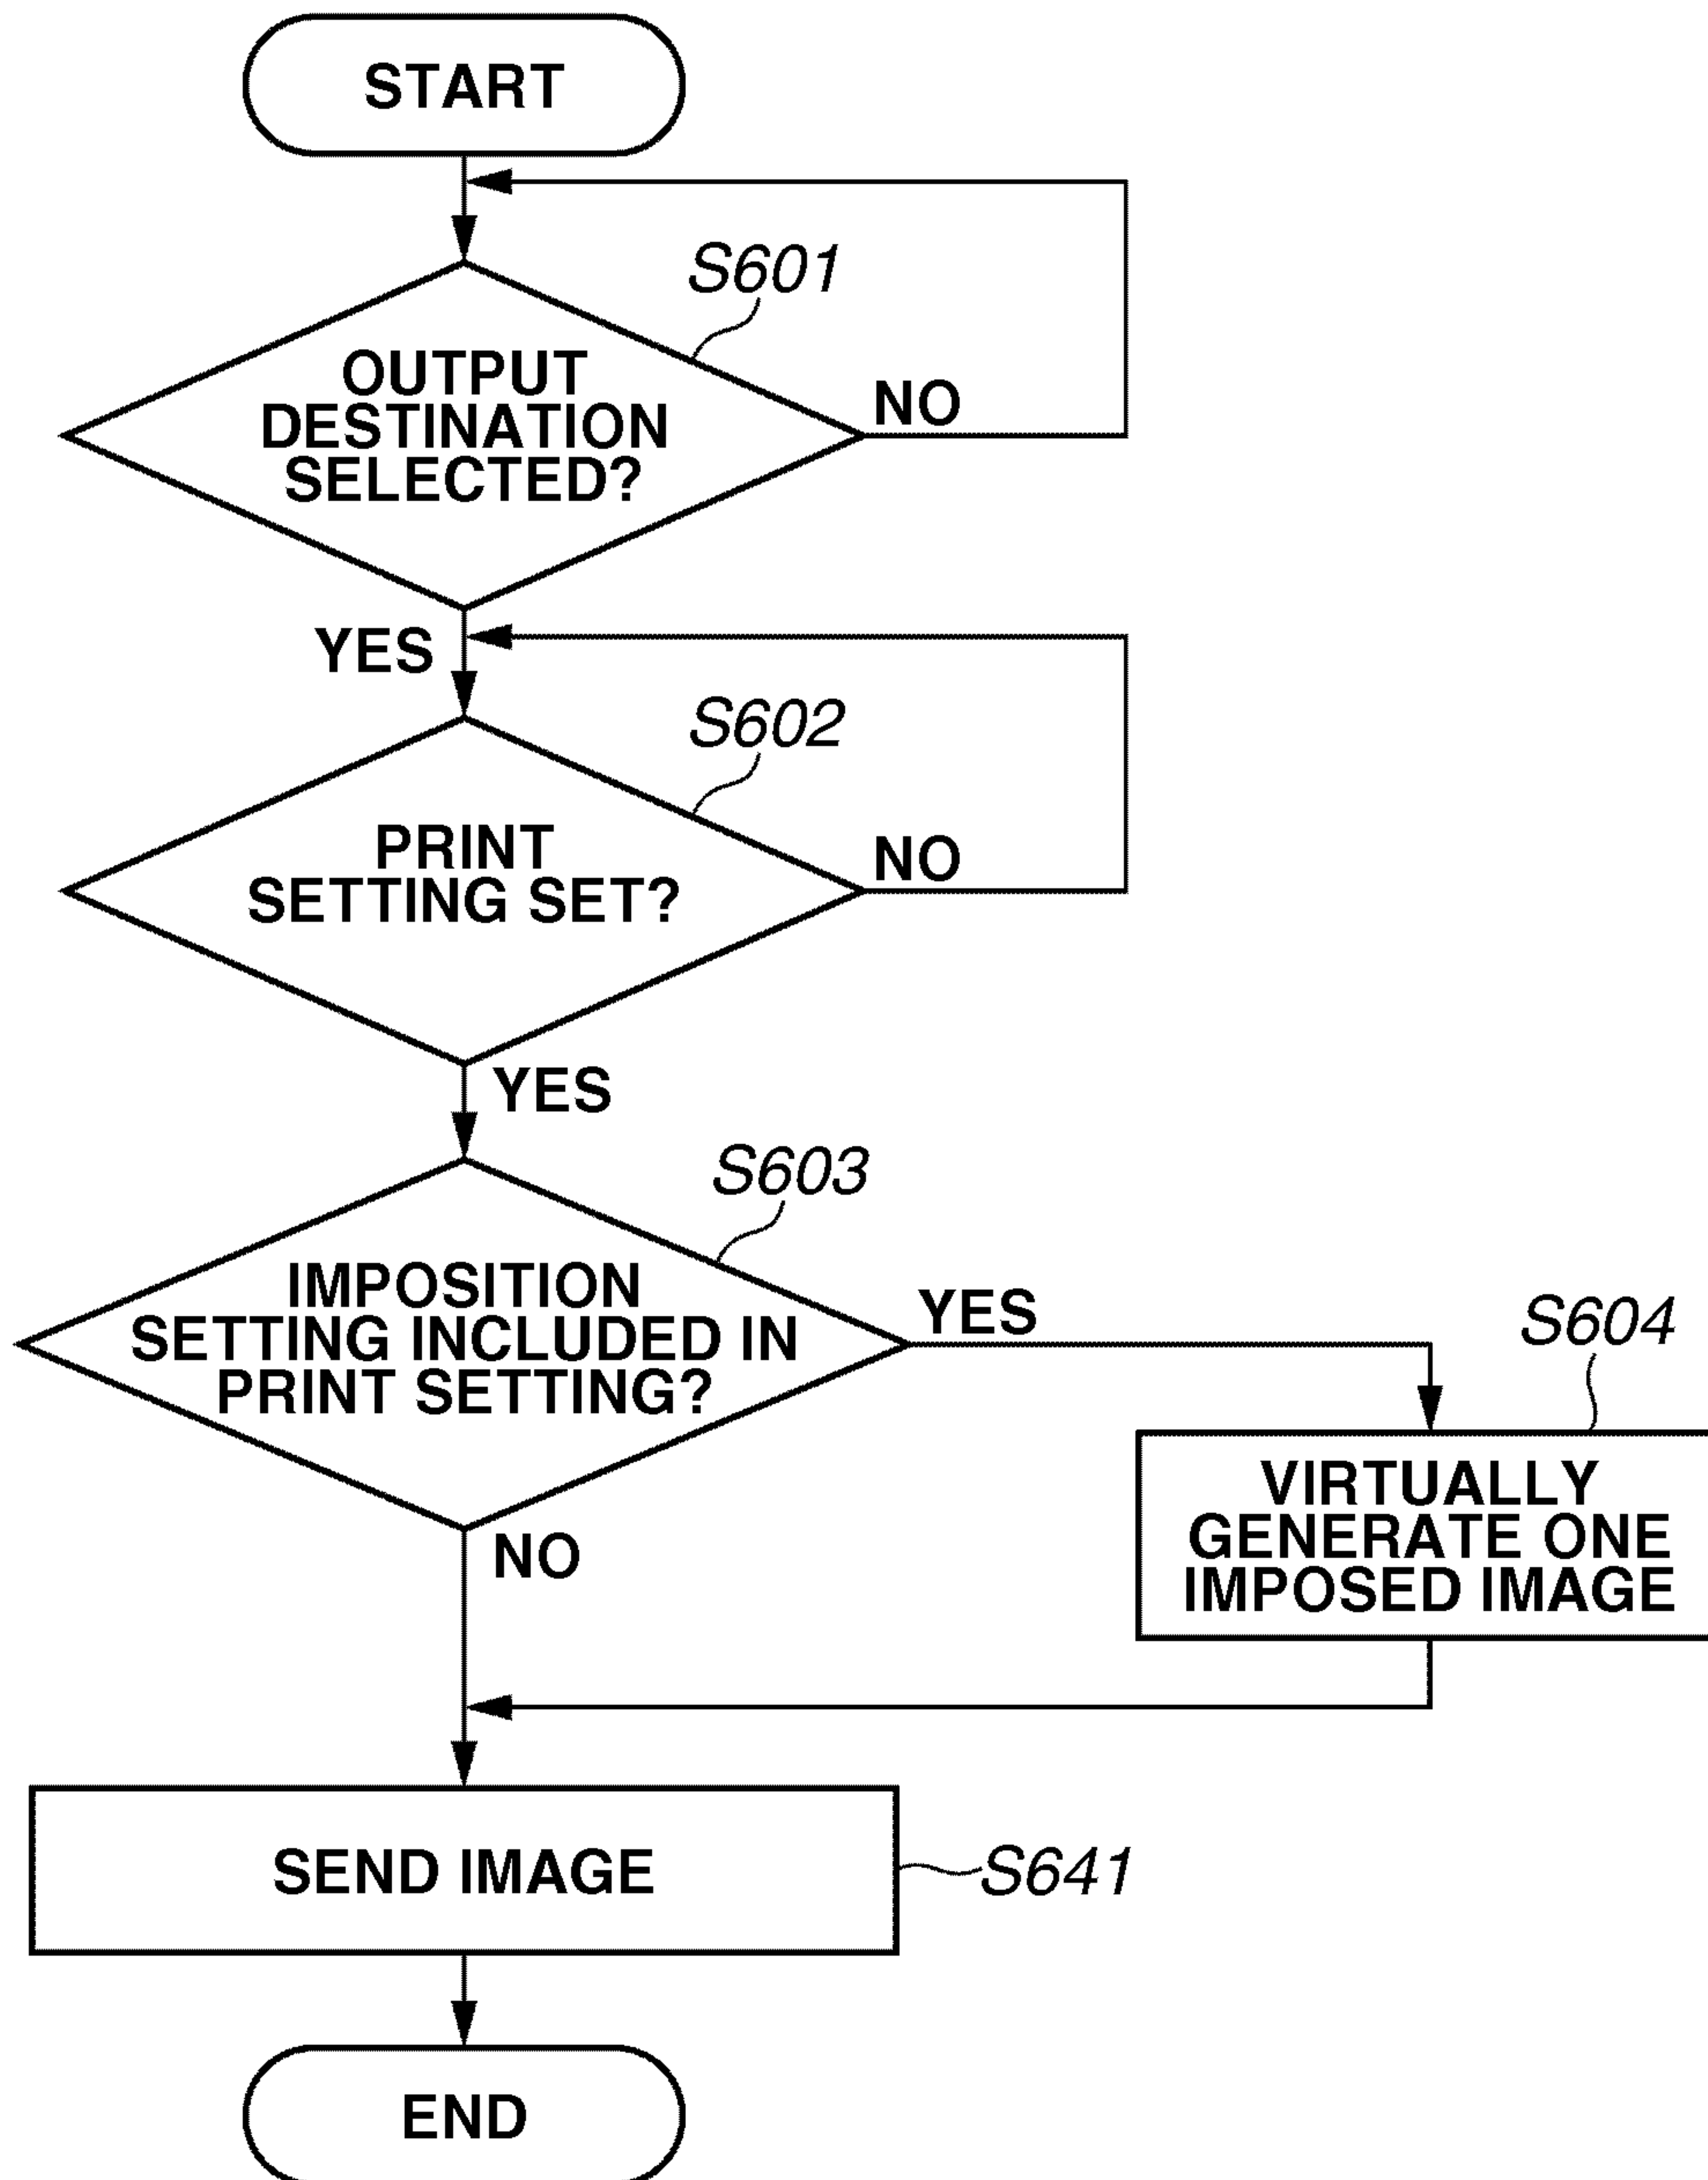 START
S601
OUTPUT
DESTINATION
SELECTED?
NO
YES
S602
PRINT
SETTING SET?
NO
YES
S603
IMPOSITION
SETTING INCLUDED IN
PRINT SETTING?
YES
S604
VIRTUALLY
GENERATE ONE
IMPOSED IMAGE
NO
SEND IMAGE
S641
END